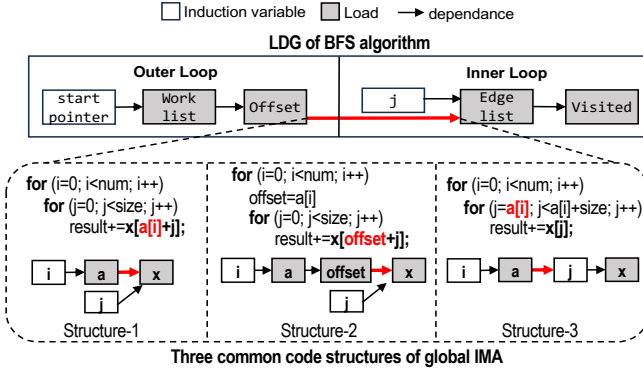 Induction variable Load dependance
LDG of BFS algorithm
Outer Loop
Inner Loop
start pointer
Work list
Offset
j
Edge list
Visited
for (i=0; i<num; i++)
for (j=0; j<size; j++)
result+=x[a[i]+j];
i a x
j
Structure-1
for (i=0; i<num; i++)
offset=a[i]
for (j=0; j<size; j++)
result+=x[offset+j];
i a offset x
j
Structure-2
for (i=0; i<num; i++)
for (j=a[i]; j<a[i]+size; j++)
result+=x[j];
i a j x
Structure-3
Three common code structures of global IMA